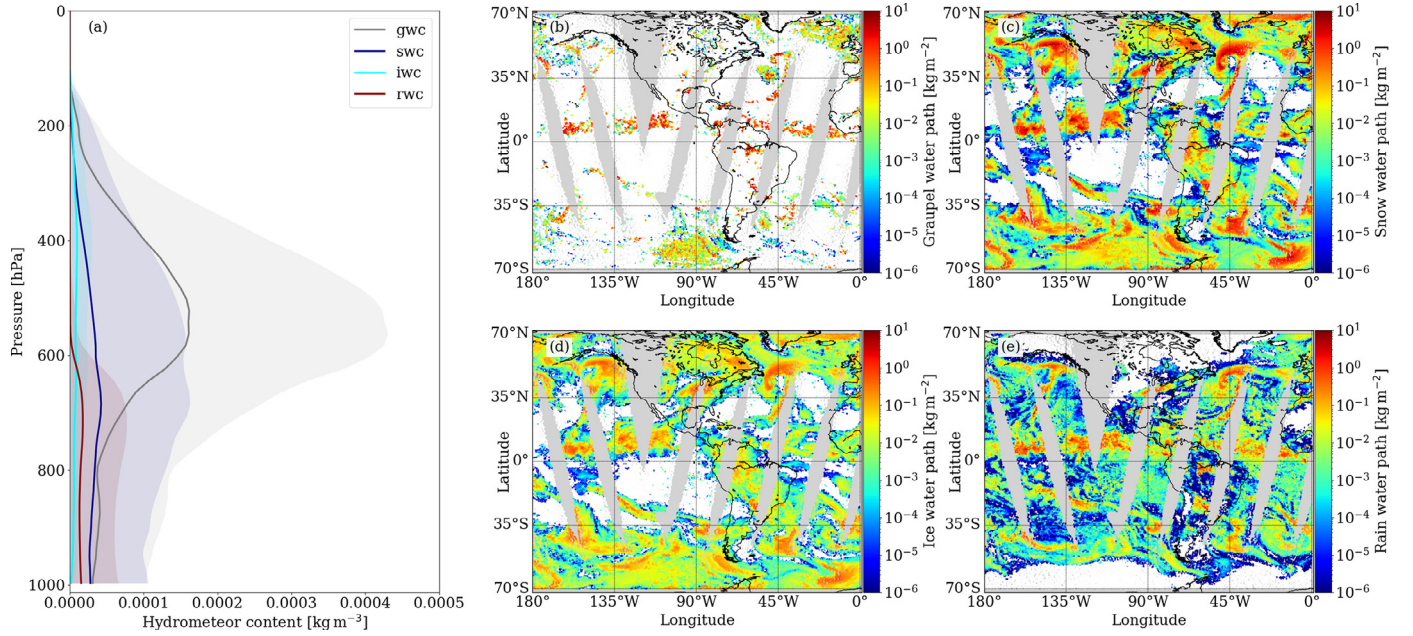 (a)
gwc
swc
iwc
rwc
0
200
400
600
800
1000
Pressure [hPa]
0.0000
0.0001
0.0002
0.0003
0.0004
0.0005
Hydrometeor content [kg m⁻³]
(b)
70°N
35°N
0°
35°S
70°S
Latitude
180°
135°W
90°W
45°W
0°
Longitude
10¹
10⁰
10⁻¹
10⁻²
10⁻³
10⁻⁴
10⁻⁵
10⁻⁶
Graupel water path [kg m⁻²]
(c)
70°N
35°N
0°
35°S
70°S
Latitude
180°
135°W
90°W
45°W
0°
Longitude
10¹
10⁰
10⁻¹
10⁻²
10⁻³
10⁻⁴
10⁻⁵
10⁻⁶
Snow water path [kg m⁻²]
(d)
70°N
35°N
0°
35°S
70°S
Latitude
180°
135°W
90°W
45°W
0°
Longitude
10¹
10⁰
10⁻¹
10⁻²
10⁻³
10⁻⁴
10⁻⁵
10⁻⁶
Ice water path [kg m⁻²]
(e)
70°N
35°N
0°
35°S
70°S
Latitude
180°
135°W
90°W
45°W
0°
Longitude
10¹
10⁰
10⁻¹
10⁻²
10⁻³
10⁻⁴
10⁻⁵
10⁻⁶
Rain water path [kg m⁻²]